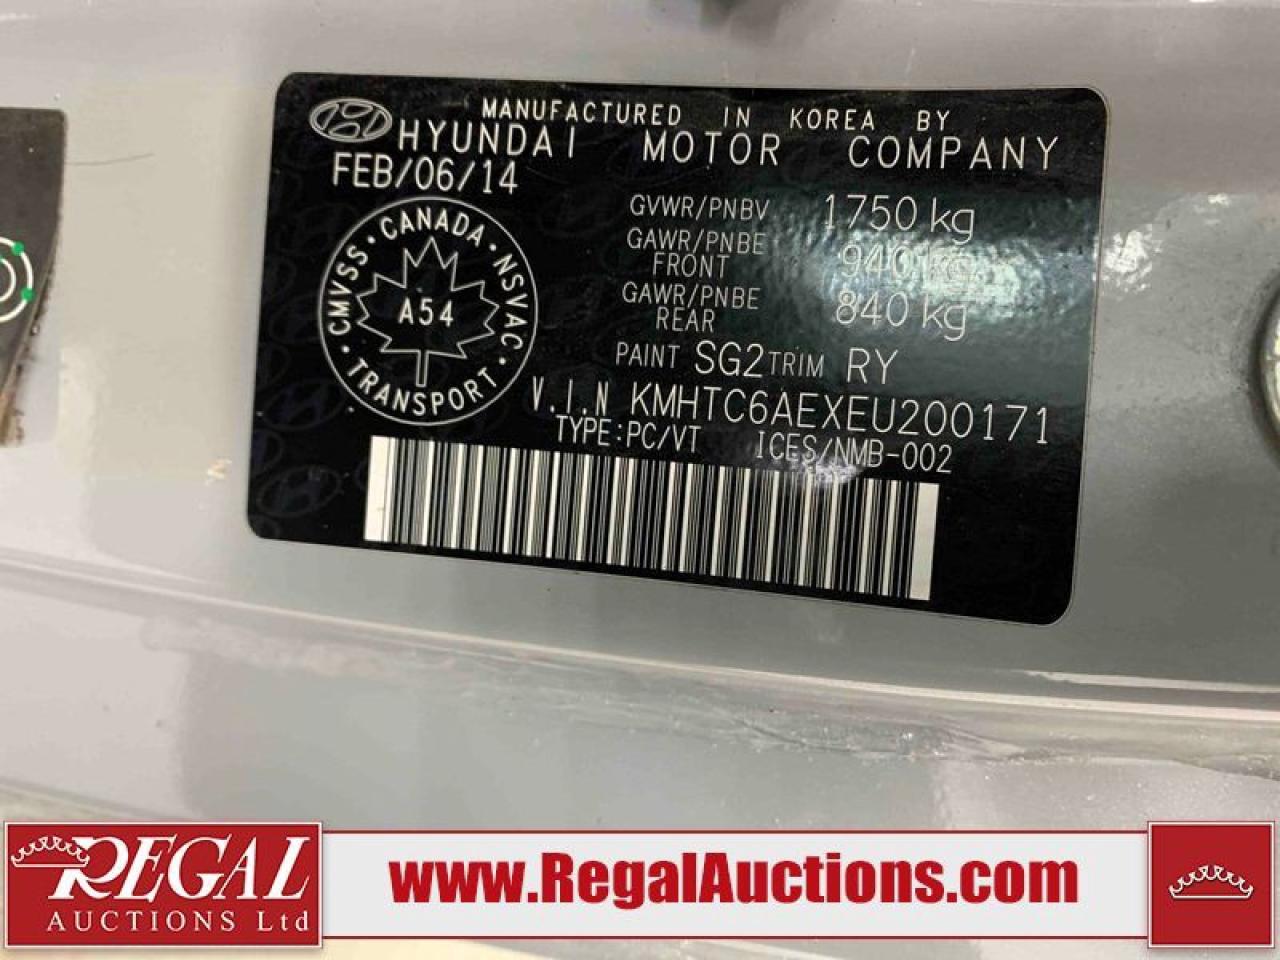 MANUFACTURED IN KOREA BY
HYUNDAI MOTOR COMPANY
FEB/06/14
GVWR/PNBV 1750 kg
GAWR/PNBE FRONT 940 kg
GAWR/PNBE REAR 840 kg
PAINT SG2 TRIM RY
V.I.N KMHTC6AEXEU200171
TYPE:PC/VT ICES/NMB-002
CANADA · NSVAC · TRANSPORT · CMVSS ·
A54
REGAL
AUCTIONS Ltd
www.RegalAuctions.com